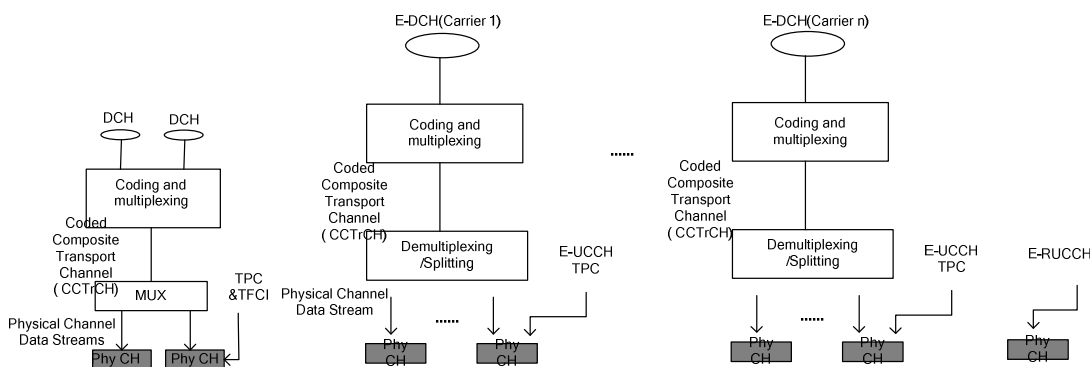 E-DCH(Carrier 1)
E-DCH(Carrier n)
DCH
DCH
Coding and
multiplexing
Coded
Composite
Transport
Channel
( CCTrCH)
MUX
TPC
&TFCI
Physical Channel
Data Streams
Phy CH
Phy CH
Coding and
multiplexing
Coded
Composite
Transport
Channel
( CCTrCH)
Demultiplexing
/Splitting
E-UCCH
TPC
Physical Channel
Data Stream
......
Phy
CH
Phy
CH
......
Coding and
multiplexing
Coded
Composite
Transport
Channel
( CCTrCH)
Demultiplexing
/Splitting
E-UCCH
TPC
......
Phy
CH
Phy
CH
E-RUCCH
Phy
CH